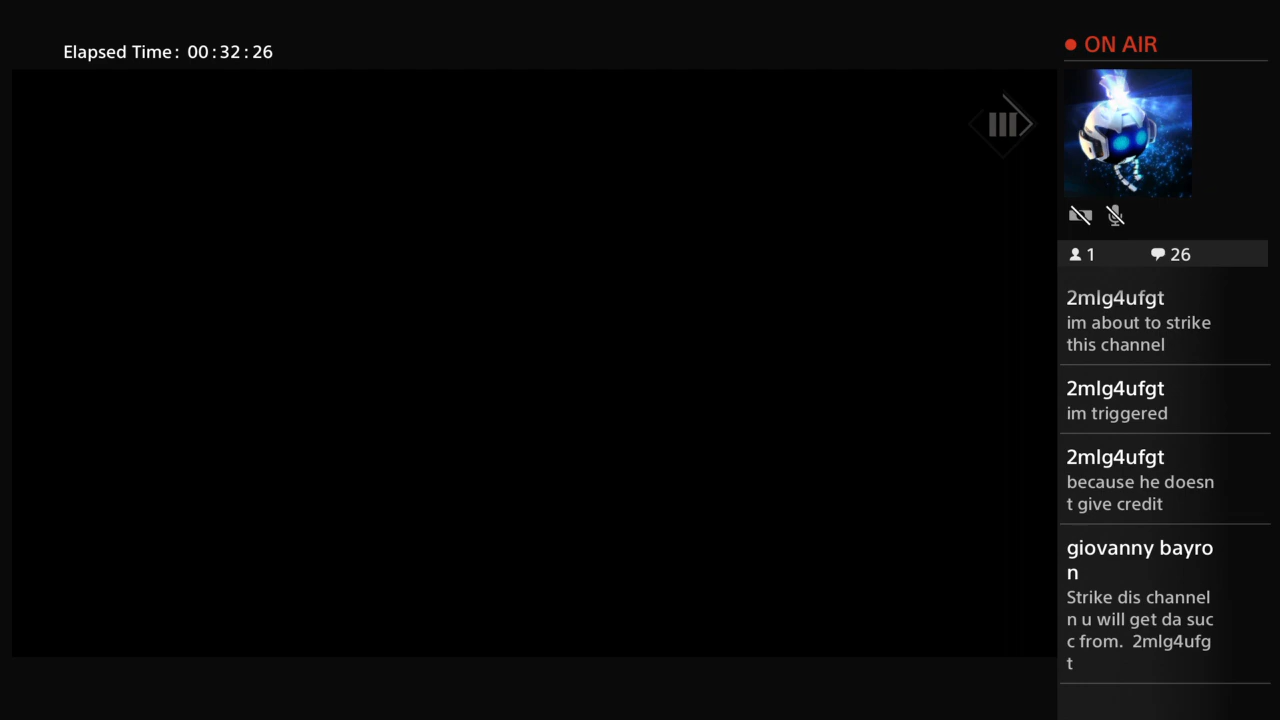 Elapsed Time: 00:32:26
ON AIR
1 26
2mlg4ufgt
im about to strike
this channel
2mlg4ufgt
im triggered
2mlg4ufgt
because he doesn
t give credit
giovanny bayro
n
Strike dis channel
n u will get da suc
c from. 2mlg4ufg
t